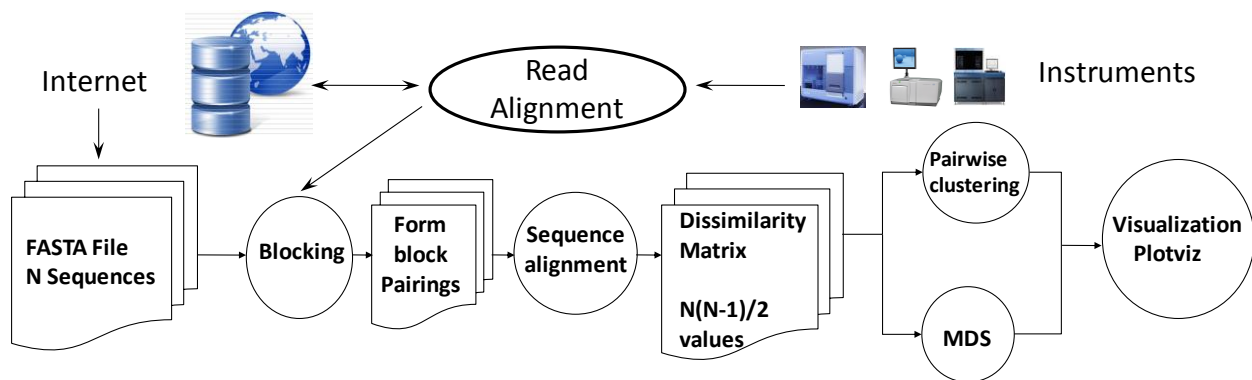 Internet
Read
Alignment
Instruments
FASTA File
N Sequences
Blocking
Form
block
Pairings
Sequence
alignment
Dissimilarity
Matrix
N(N-1)/2
values
Pairwise
clustering
MDS
Visualization
Plotviz